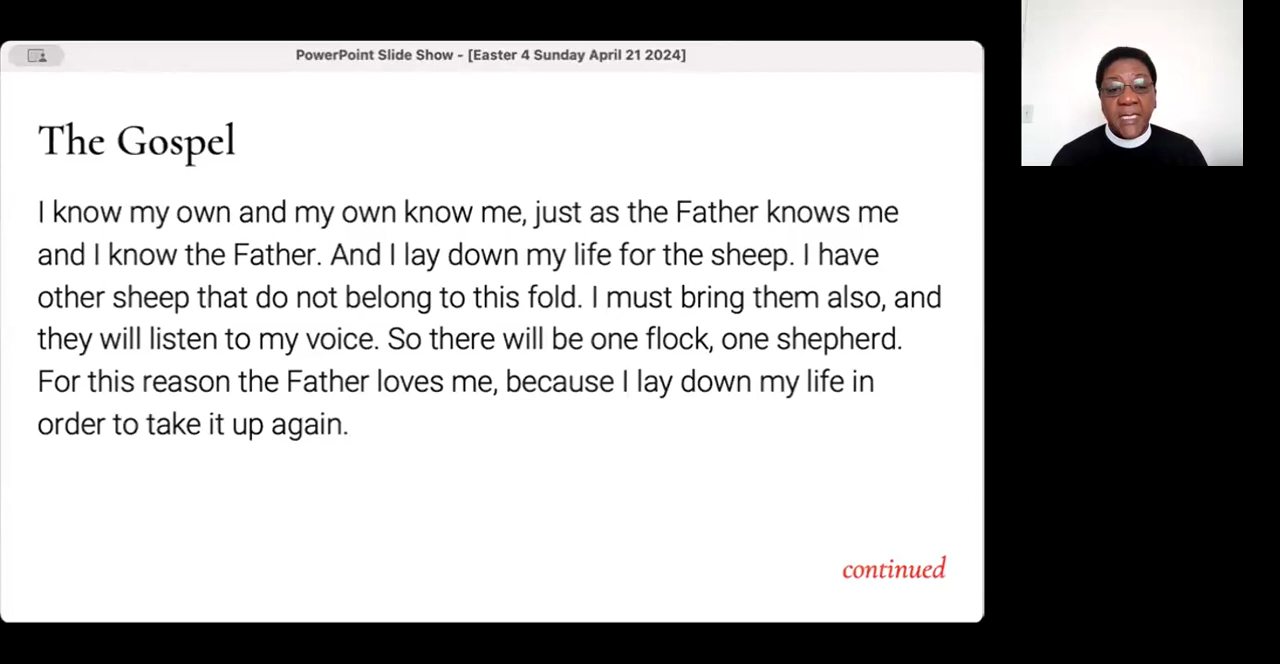 PowerPoint Slide Show - [Easter 4 Sunday April 21 2024]
The Gospel
I know my own and my own know me, just as the Father knows me
and I know the Father. And I lay down my life for the sheep. I have
other sheep that do not belong to this fold. I must bring them also, and
they will listen to my voice. So there will be one flock, one shepherd.
For this reason the Father loves me, because I lay down my life in
order to take it up again.
continued